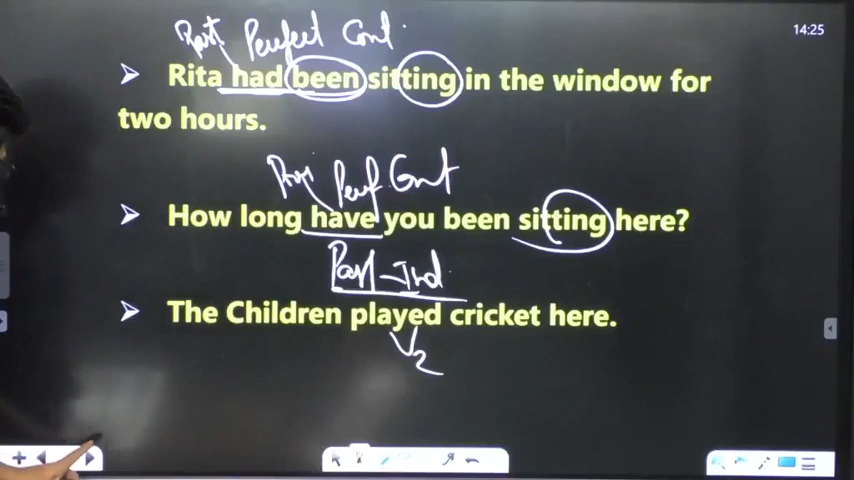 14:25
Past Perfect Cont.
➤ Rita had been sitting in the window for
two hours.
Perf Cont
➤ How long have you been sitting here?
Past - Ind.
➤ The Children played cricket here.
V2